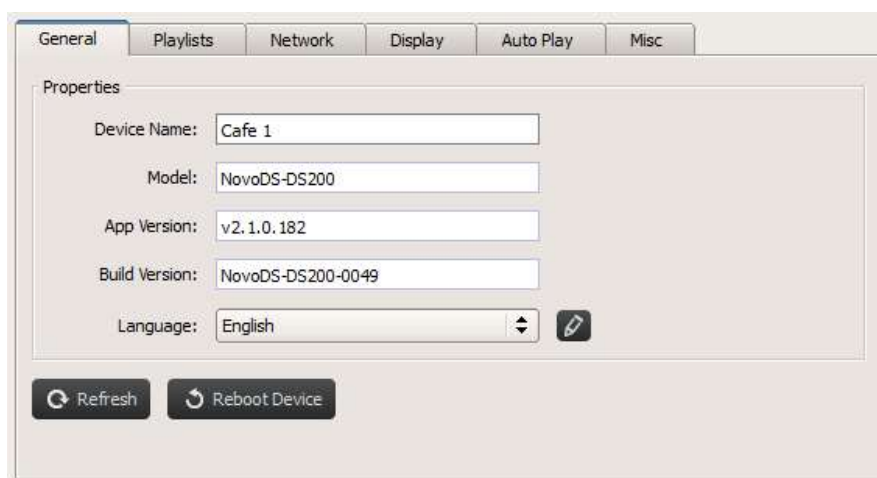 General Playlists Network Display Auto Play Misc
Properties
Device Name: Cafe 1
Model: NovoDS-DS200
App Version: v2.1.0.182
Build Version: NovoDS-DS200-0049
Language: English
Refresh Reboot Device